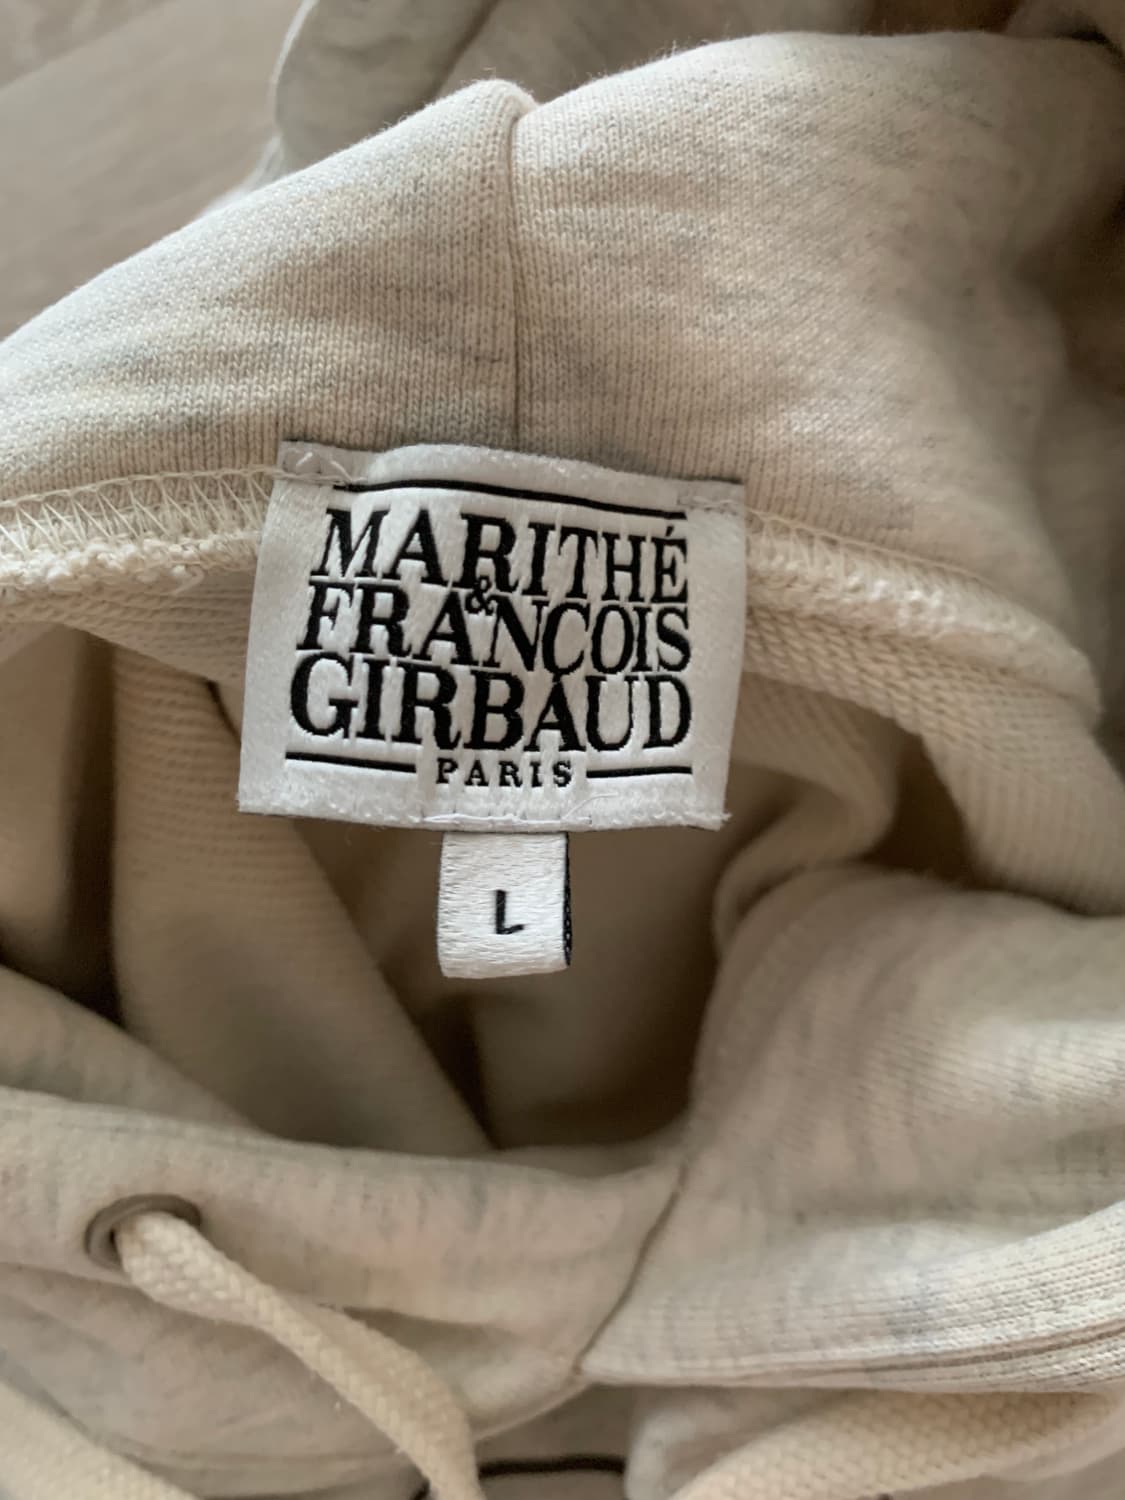 MARITHÉ
&
FRANCOIS
GIRBAUD
PARIS
L